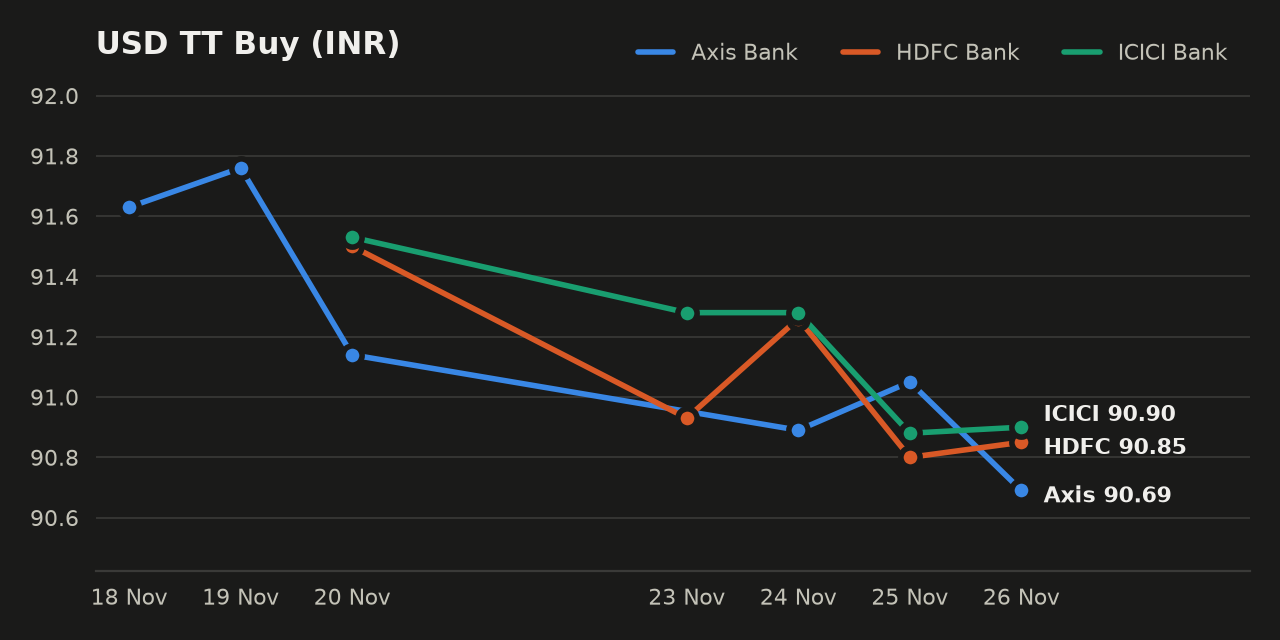 USD TT Buy (INR)
Axis Bank
HDFC Bank
ICICI Bank
92.0
91.8
91.6
91.4
91.2
91.0
90.8
90.6
ICICI 90.90
HDFC 90.85
Axis 90.69
18 Nov
19 Nov
20 Nov
23 Nov
24 Nov
25 Nov
26 Nov